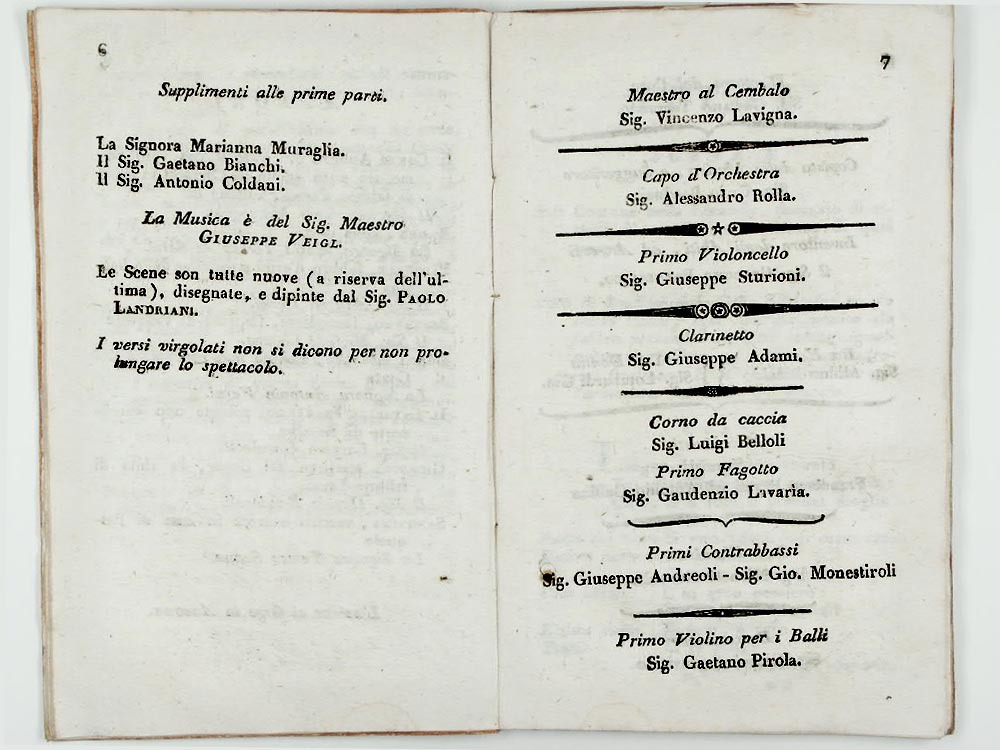 6
Supplimenti alle prime parti.
La Signora Marianna Muraglia.
Il Sig. Gaetano Bianchi.
Il Sig. Antonio Coldani.
La Musica è del Sig. Maestro
GIUSEPPE VEIGL.
Le Scene son tutte nuove (a riserva dell'ul-
tima), disegnate, e dipinte dal Sig. PAOLO
LANDRIANI.
I versi virgolati non si dicono per non pro-
lungare lo spettacolo.
7
Maestro al Cembalo
Sig. Vincenzo Lavigna.
Capo d'Orchestra
Sig. Alessandro Rolla.
Primo Violoncello
Sig. Giuseppe Sturioni.
Clarinetto
Sig. Giuseppe Adami.
Corno da caccia
Sig. Luigi Belloli
Primo Fagotto
Sig. Gaudenzio Lavaria.
Primi Contrabbassi
Sig. Giuseppe Andreoli - Sig. Gio. Monestiroli
Primo Violino per i Balli
Sig. Gaetano Pirola.